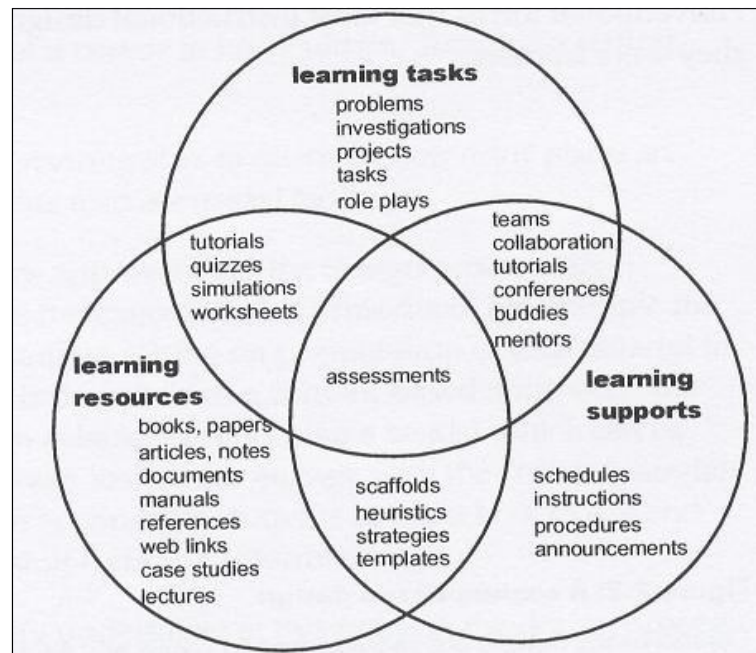 learning tasks
problems
investigations
projects
tasks
role plays
tutorials
quizzes
simulations
worksheets
teams
collaboration
tutorials
conferences
buddies
mentors
assessments
learning
resources
books, papers
articles, notes
documents
manuals
references
web links
case studies
lectures
scaffolds
heuristics
strategies
templates
learning
supports
schedules
instructions
procedures
announcements